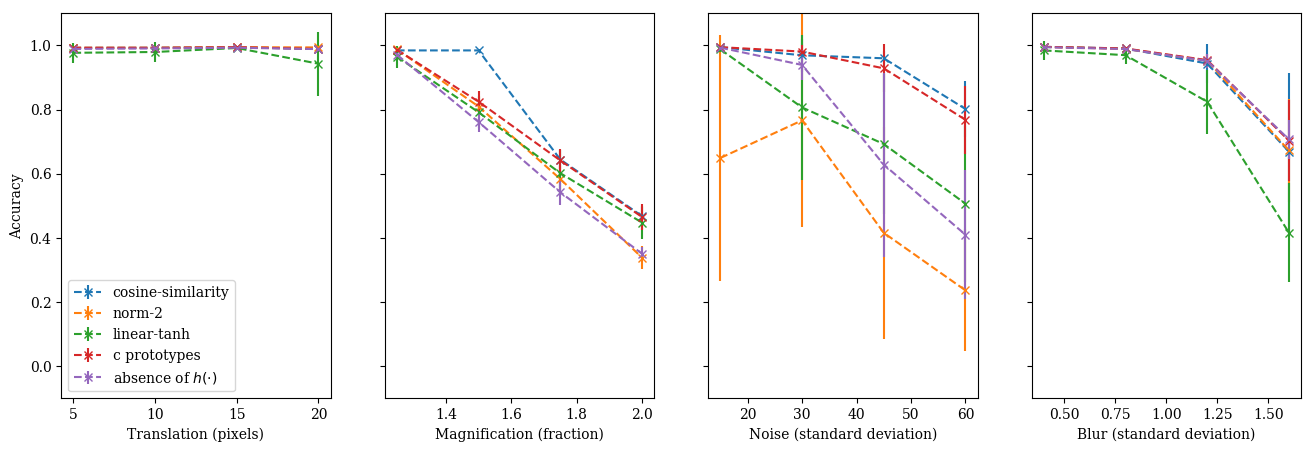 Accuracy
1.0
0.8
0.6
0.4
0.2
0.0
cosine-similarity
norm-2
linear-tanh
c prototypes
absence of h(·)
5 10 15 20
Translation (pixels)
1.4 1.6 1.8 2.0
Magnification (fraction)
20 30 40 50 60
Noise (standard deviation)
0.50 0.75 1.00 1.25 1.50
Blur (standard deviation)